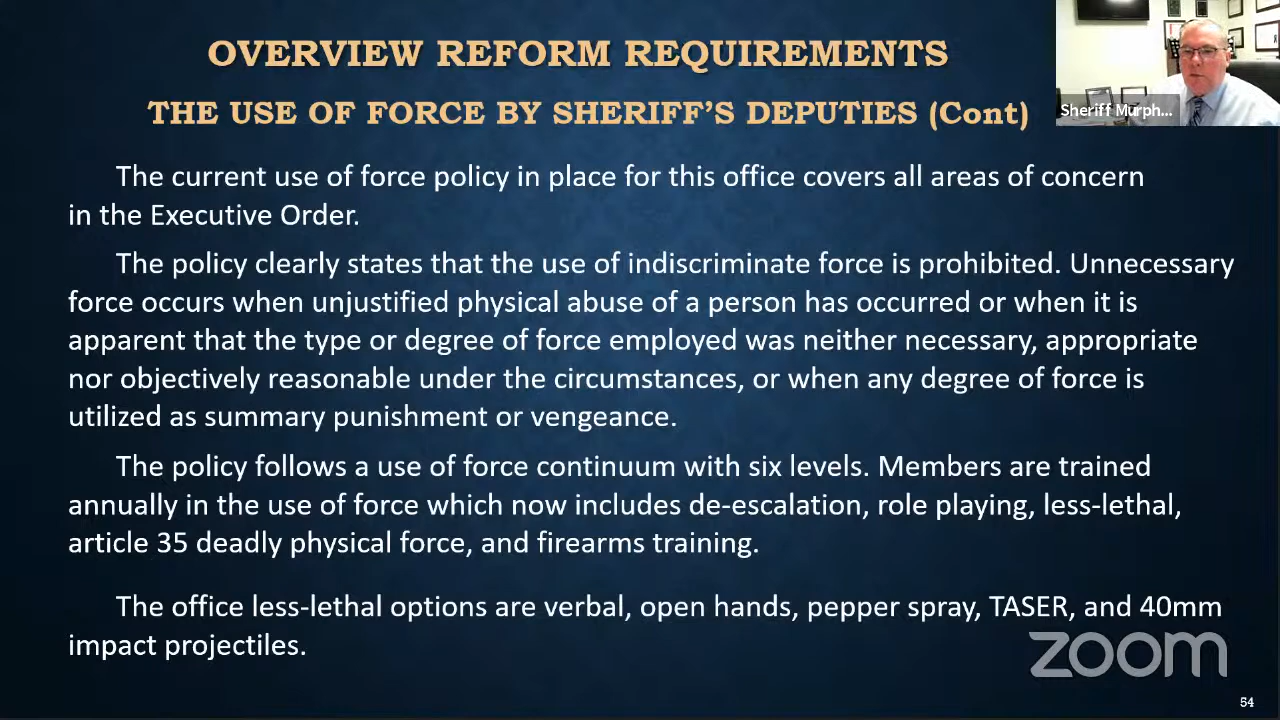 OVERVIEW REFORM REQUIREMENTS
THE USE OF FORCE BY SHERIFF'S DEPUTIES (Cont)
Sheriff Murph...
The current use of force policy in place for this office covers all areas of concern
in the Executive Order.
The policy clearly states that the use of indiscriminate force is prohibited. Unnecessary
force occurs when unjustified physical abuse of a person has occurred or when it is
apparent that the type or degree of force employed was neither necessary, appropriate
nor objectively reasonable under the circumstances, or when any degree of force is
utilized as summary punishment or vengeance.
The policy follows a use of force continuum with six levels. Members are trained
annually in the use of force which now includes de-escalation, role playing, less-lethal,
article 35 deadly physical force, and firearms training.
The office less-lethal options are verbal, open hands, pepper spray, TASER, and 40mm
impact projectiles.
zoom
54